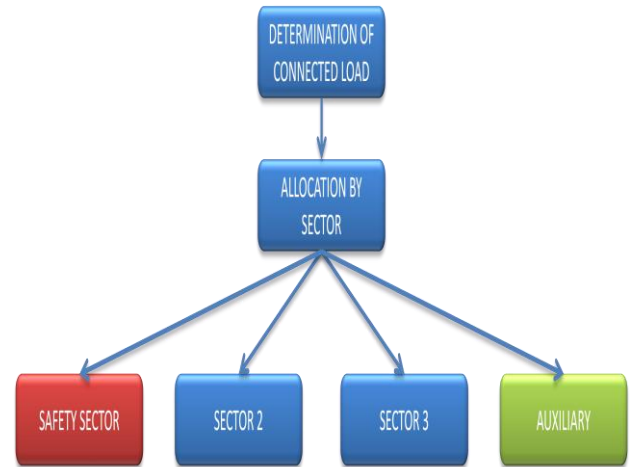 DETERMINATION OF
CONNECTED LOAD
ALLOCATION BY
SECTOR
SAFETY SECTOR
SECTOR 2
SECTOR 3
AUXILIARY